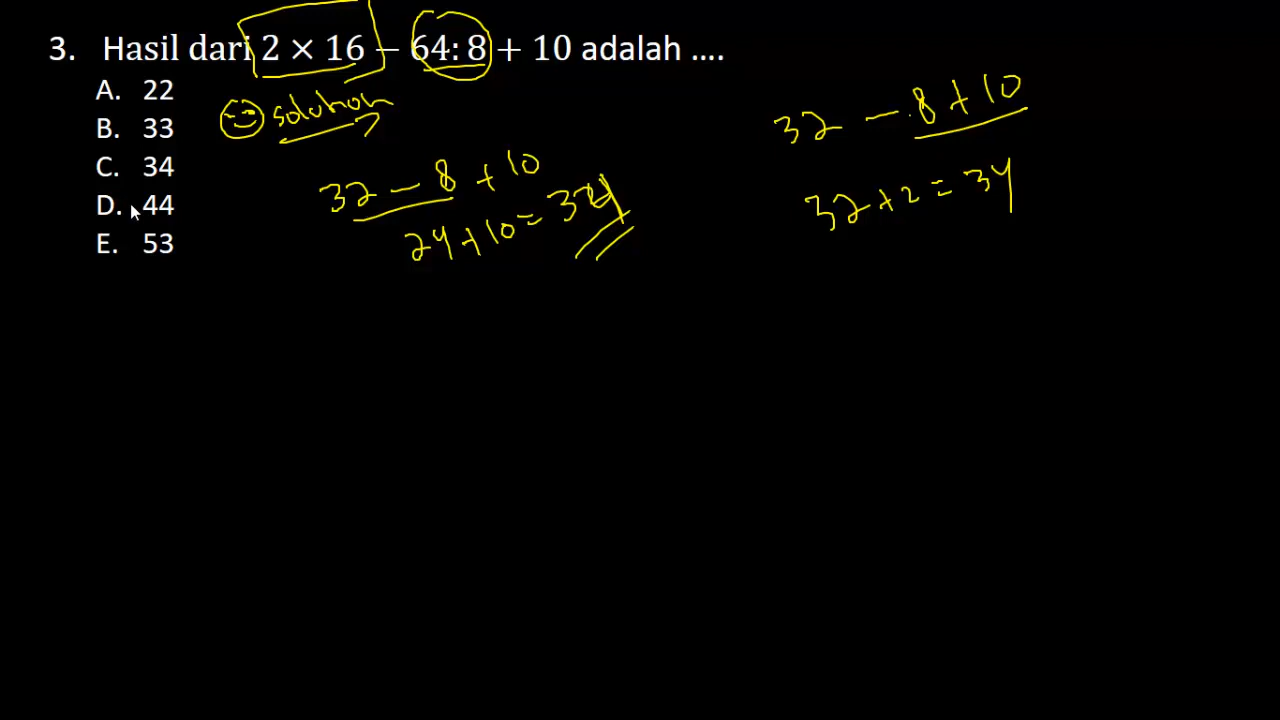 3. Hasil dari 2 × 16 − 64: 8 + 10 adalah ....
A. 22
B. 33
C. 34
D. 44
E. 53
solution
32 − 8 + 10
24 + 10 = 34
32 − 8 + 10
32 + 2 = 34